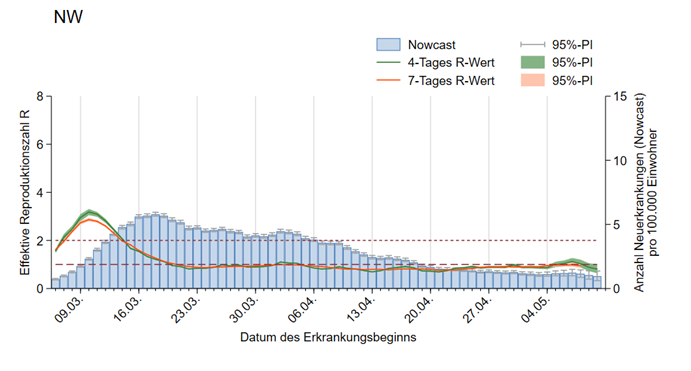 NW
Nowcast
95%-PI
4-Tages R-Wert
95%-PI
7-Tages R-Wert
95%-PI
Effektive Reproduktionszahl R
8
6
4
2
0
15
10
5
0
Anzahl Neuerkrankungen (Nowcast)
pro 100.000 Einwohner
09.03.
16.03.
23.03.
30.03.
06.04.
13.04.
20.04.
27.04.
04.05.
Datum des Erkrankungsbeginns